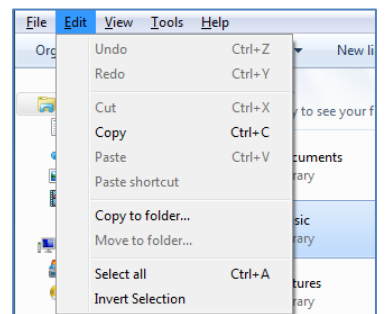 File Edit View Tools Help
Org New li
Undo Ctrl+Z
Redo Ctrl+Y
Cut Ctrl+X
y to see your f
Copy Ctrl+C
Paste Ctrl+V
cuments
rary
Paste shortcut
Copy to folder...
sic
Move to folder...
rary
Select all Ctrl+A
tures
Invert Selection
rary